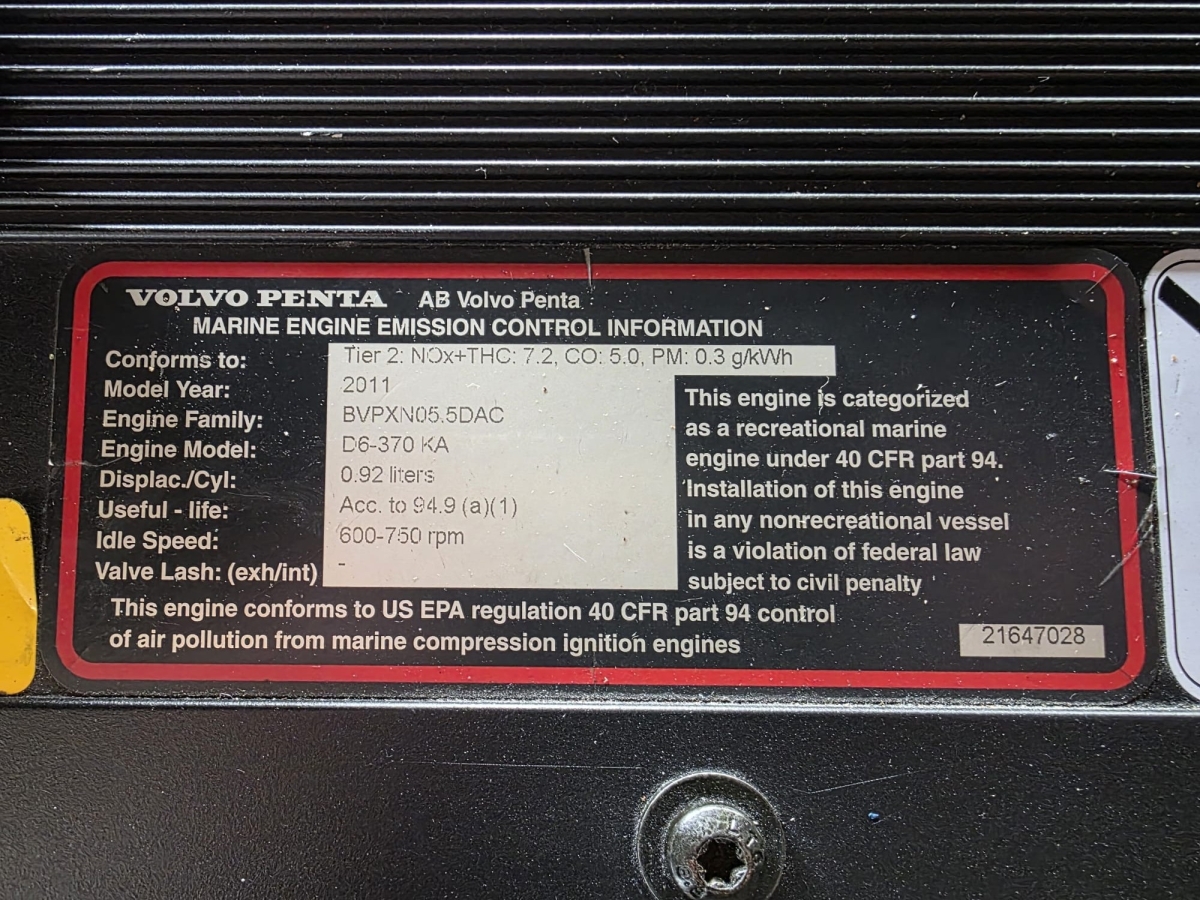 VOLVO PENTA AB Volvo Penta
MARINE ENGINE EMISSION CONTROL INFORMATION
Conforms to: Tier 2: NOx+THC: 7.2, CO: 5.0, PM: 0.3 g/kWh
Model Year: 2011
Engine Family: BVPXN05.5DAC
Engine Model: D6-370 KA
Displac./Cyl: 0.92 liters
Useful - life: Acc. to 94.9 (a)(1)
Idle Speed: 600-750 rpm
Valve Lash: (exh/int) -
This engine is categorized
as a recreational marine
engine under 40 CFR part 94.
Installation of this engine
in any nonrecreational vessel
is a violation of federal law
subject to civil penalty
This engine conforms to US EPA regulation 40 CFR part 94 control
of air pollution from marine compression ignition engines
21647028